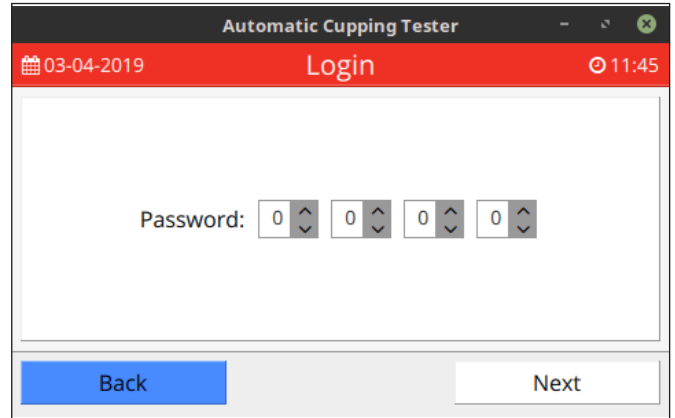 Automatic Cupping Tester
03-04-2019 Login 11:45
Password: 0 0 0 0
Back Next